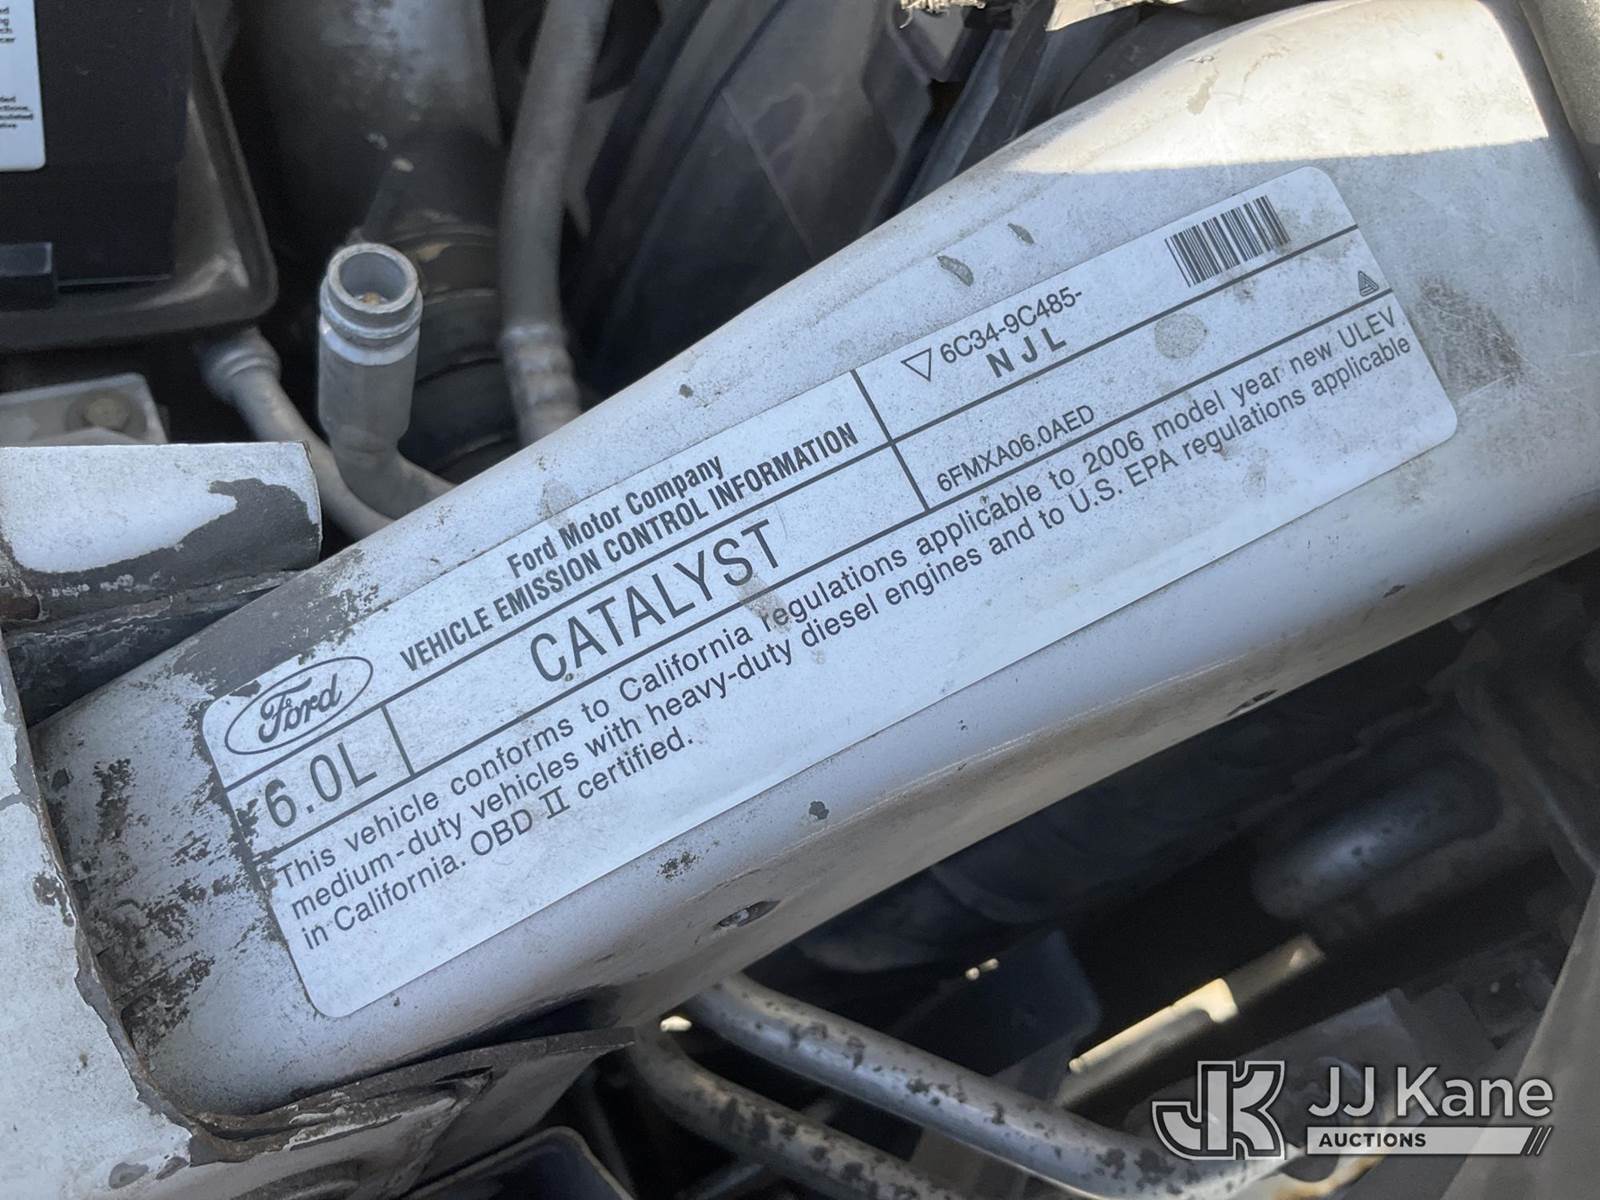 Ford
Ford Motor Company
VEHICLE EMISSION CONTROL INFORMATION
6C34-9C485-
NJL
6.0L
CATALYST
6FMXA06.0AED
This vehicle conforms to California regulations applicable to 2006 model year new ULEV
medium-duty vehicles with heavy-duty diesel engines and to U.S. EPA regulations applicable
in California. OBD II certified.
JK
JJ Kane
AUCTIONS